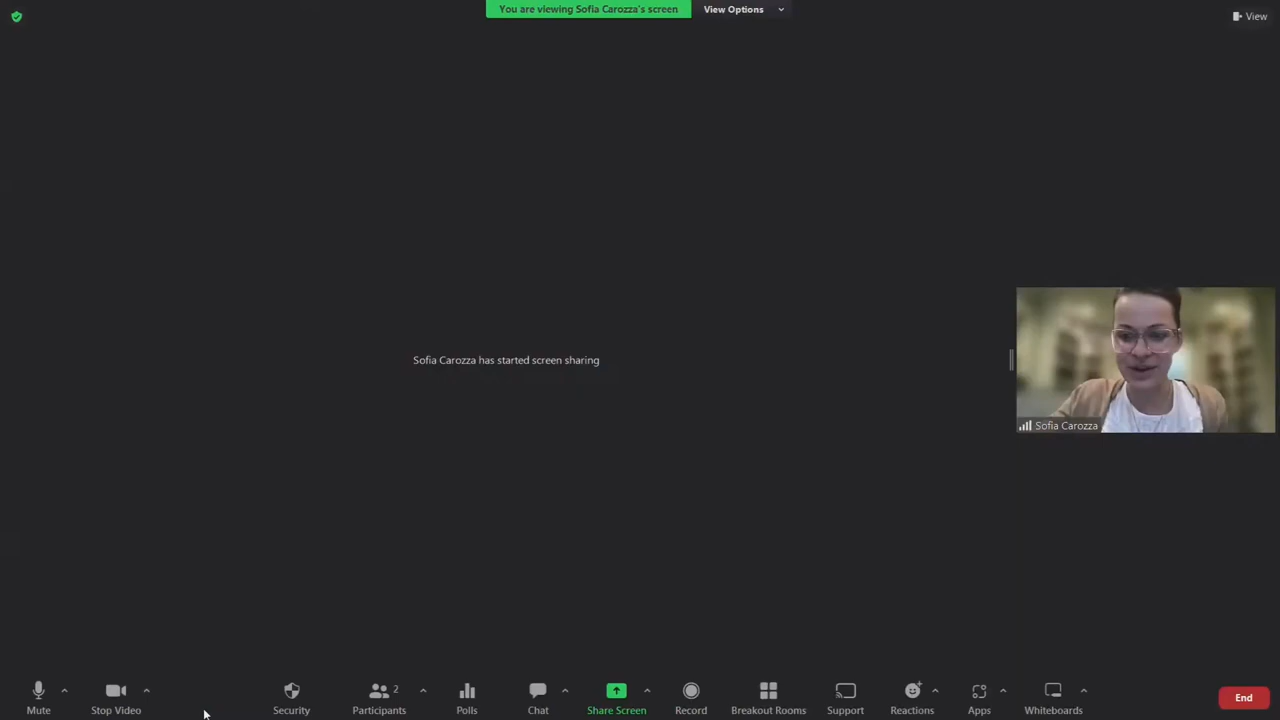 You are viewing Sofia Carozza's screen
View Options
View
Sofia Carozza has started screen sharing
Sofia Carozza
2
Mute
Stop Video
Security
Participants
Polls
Chat
Share Screen
Record
Breakout Rooms
Support
Reactions
Apps
Whiteboards
End